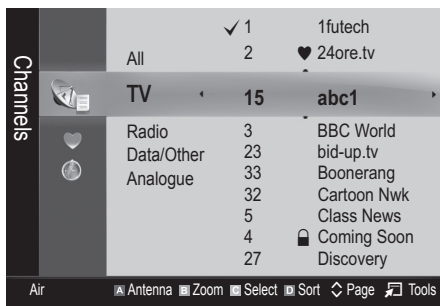 Channels
All
TV
Radio
Data/Other
Analogue
1 1futech
2 24ore.tv
15 abc1
3 BBC World
23 bid-up.tv
33 Boonerang
32 Cartoon Nwk
5 Class News
4 Coming Soon
27 Discovery
Air A Antenna B Zoom C Select D Sort Page Tools